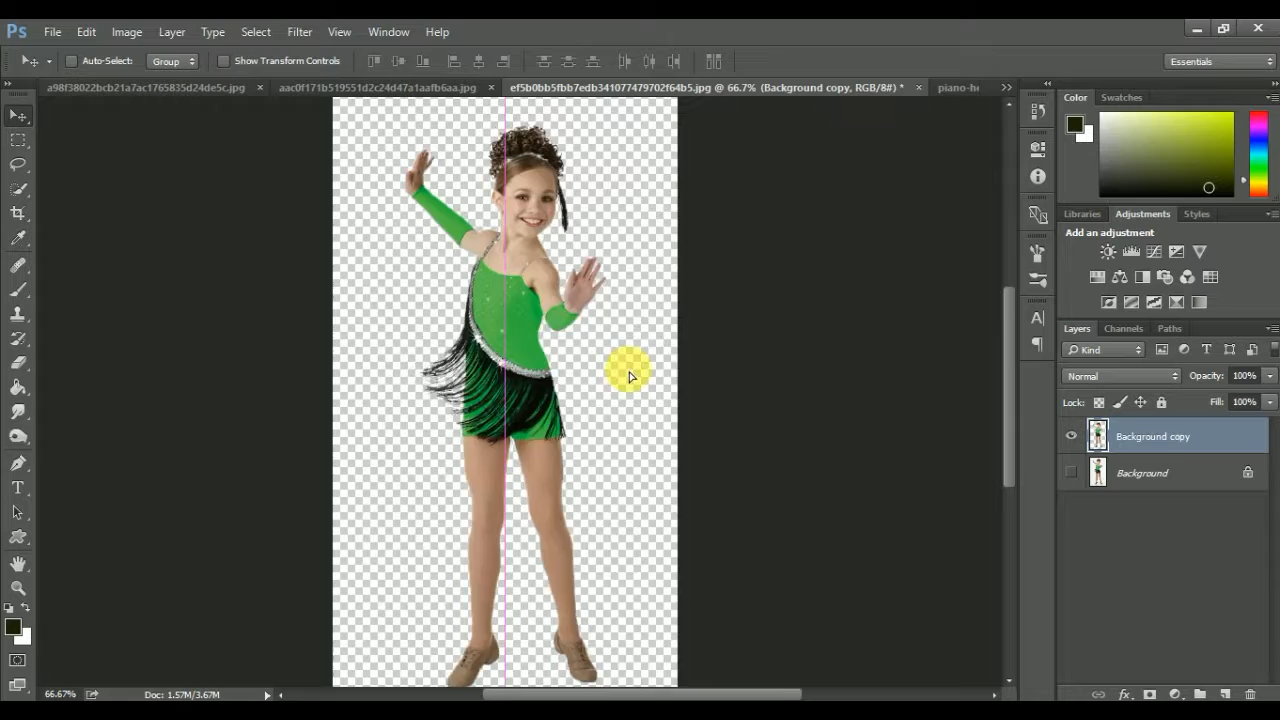 Ps File Edit Image Layer Type Select Filter View Window Help
Auto-Select: Group Show Transform Controls Essentials
a98f38022bcb21a7ac1765835d24de5c.jpg × aac0f171b519551d2c24d47a1aafb6aa.jpg × ef5b0bb5fbb7edb341077479702f64b5.jpg @ 66.7% (Background copy, RGB/8#) * × piano-he
Color Swatches
Libraries Adjustments Styles
Add an adjustment
Layers Channels Paths
Kind
Normal Opacity: 100%
Lock: Fill: 100%
Background copy
Background
66.67% Doc: 1.57M/3.67M